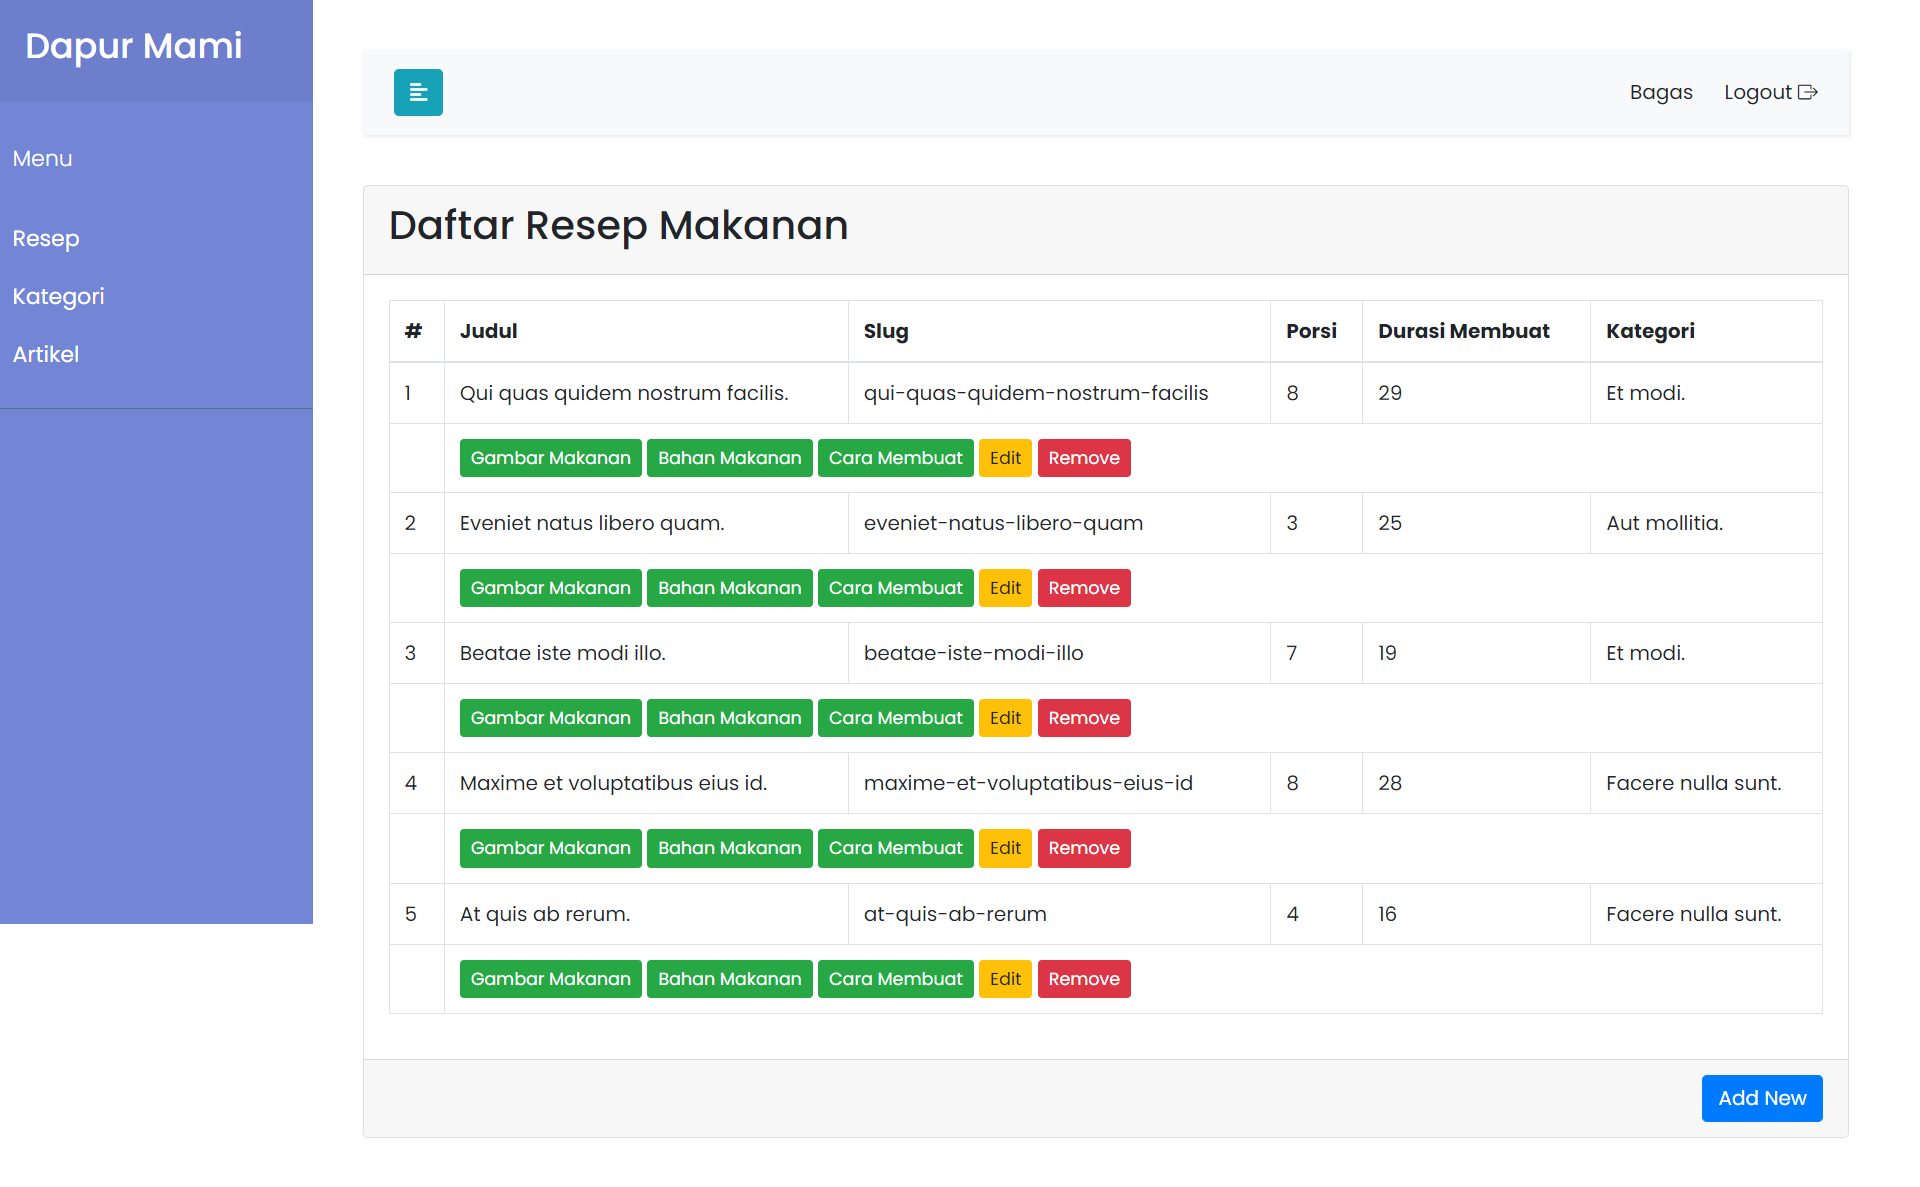 Dapur Mami
Menu
Resep
Kategori
Artikel
Bagas Logout
Daftar Resep Makanan
# Judul Slug Porsi Durasi Membuat Kategori
1 Qui quas quidem nostrum facilis. qui-quas-quidem-nostrum-facilis 8 29 Et modi.
Gambar Makanan Bahan Makanan Cara Membuat Edit Remove
2 Eveniet natus libero quam. eveniet-natus-libero-quam 3 25 Aut mollitia.
Gambar Makanan Bahan Makanan Cara Membuat Edit Remove
3 Beatae iste modi illo. beatae-iste-modi-illo 7 19 Et modi.
Gambar Makanan Bahan Makanan Cara Membuat Edit Remove
4 Maxime et voluptatibus eius id. maxime-et-voluptatibus-eius-id 8 28 Facere nulla sunt.
Gambar Makanan Bahan Makanan Cara Membuat Edit Remove
5 At quis ab rerum. at-quis-ab-rerum 4 16 Facere nulla sunt.
Gambar Makanan Bahan Makanan Cara Membuat Edit Remove
Add New